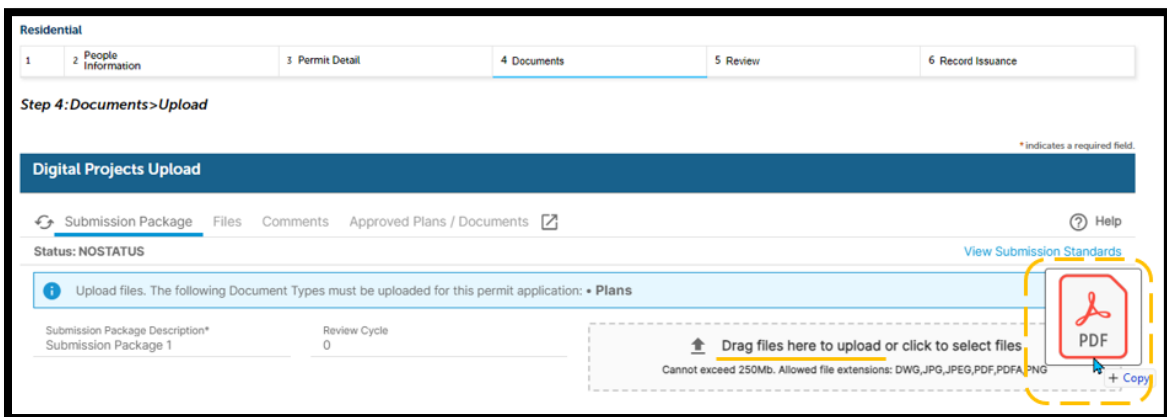 Residential
1 2 People Information 3 Permit Detail 4 Documents 5 Review 6 Record Issuance
Step 4:Documents>Upload
* indicates a required field.
Digital Projects Upload
Submission Package Files Comments Approved Plans / Documents Help
Status: NOSTATUS View Submission Standards
Upload files. The following Document Types must be uploaded for this permit application: • Plans
Submission Package Description* Review Cycle
Submission Package 1 0
Drag files here to upload or click to select files
Cannot exceed 250Mb. Allowed file extensions: DWG,JPG,JPEG,PDF,PDFA,PNG
PDF
+ Copy